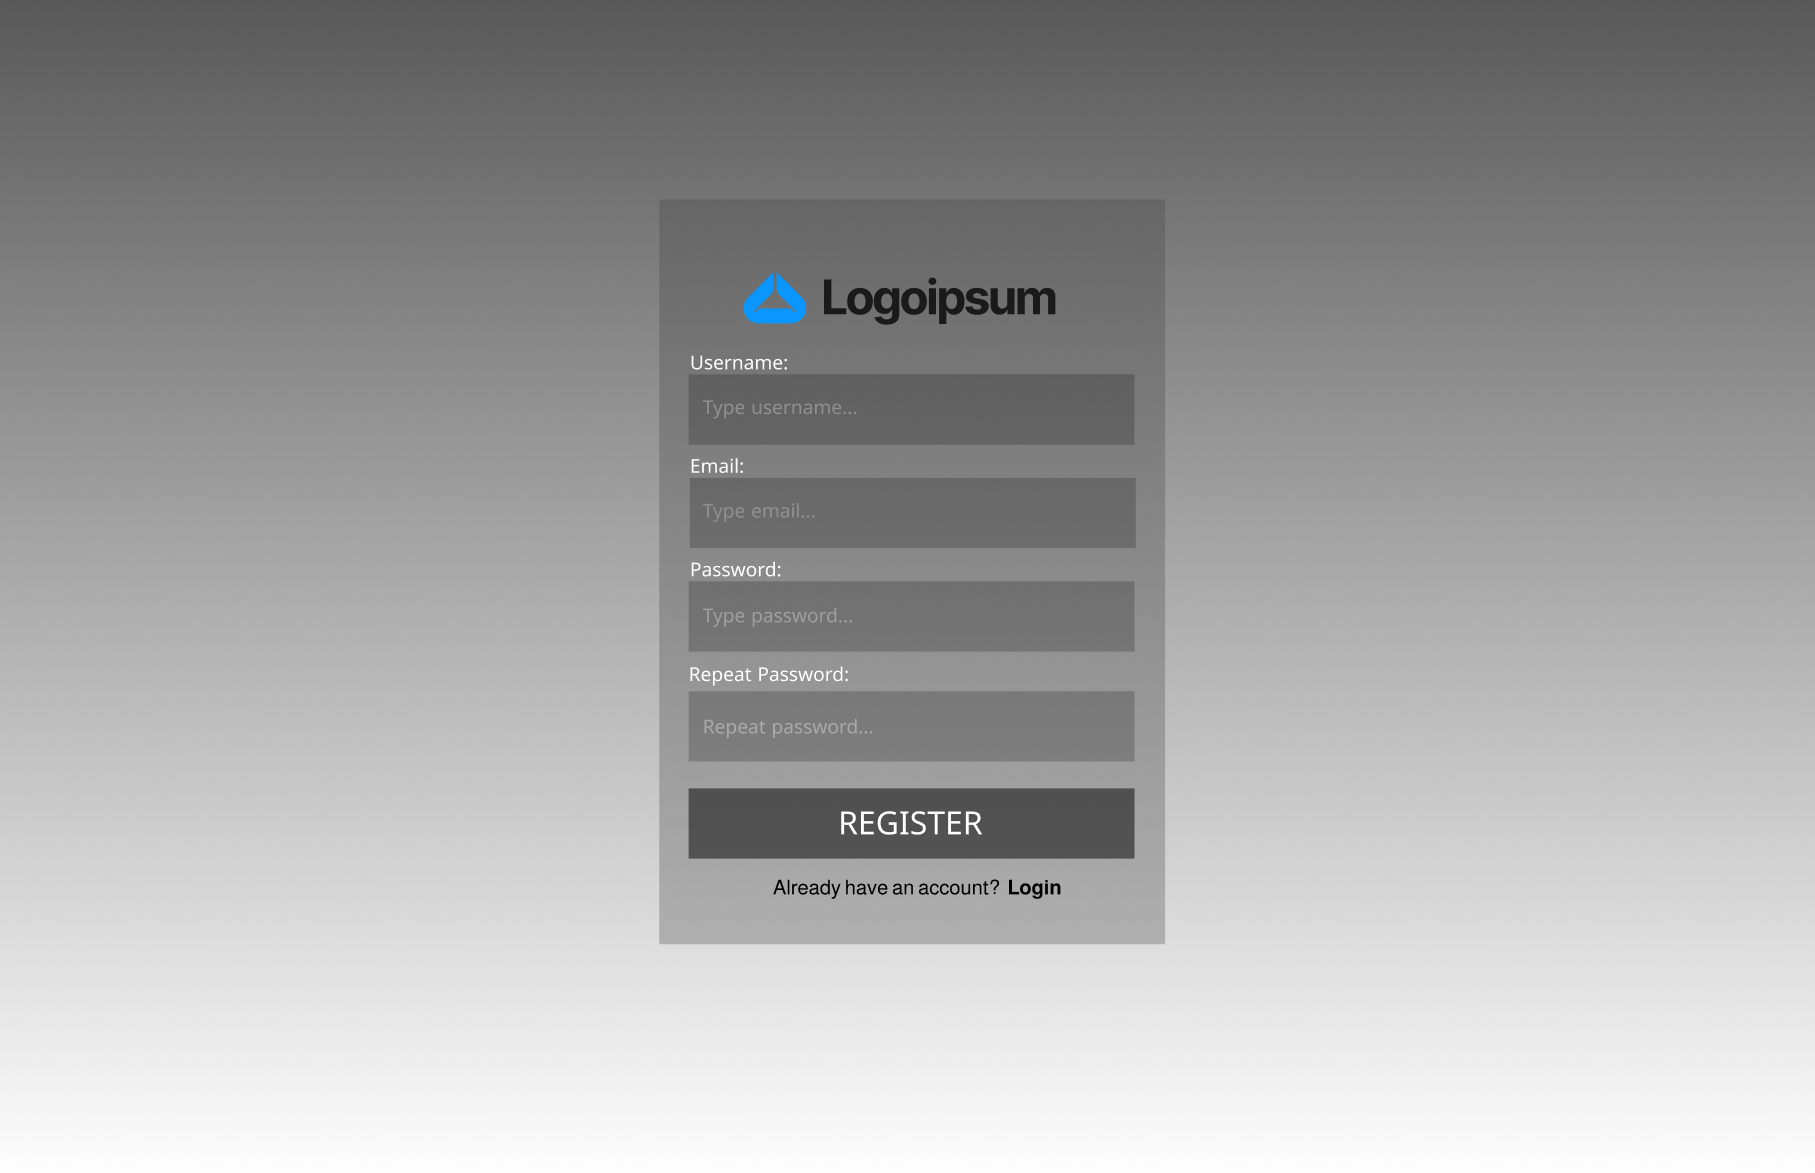 Logoipsum
Username:
Type username...
Email:
Type email...
Password:
Type password...
Repeat Password:
Repeat password...
REGISTER
Already have an account? Login